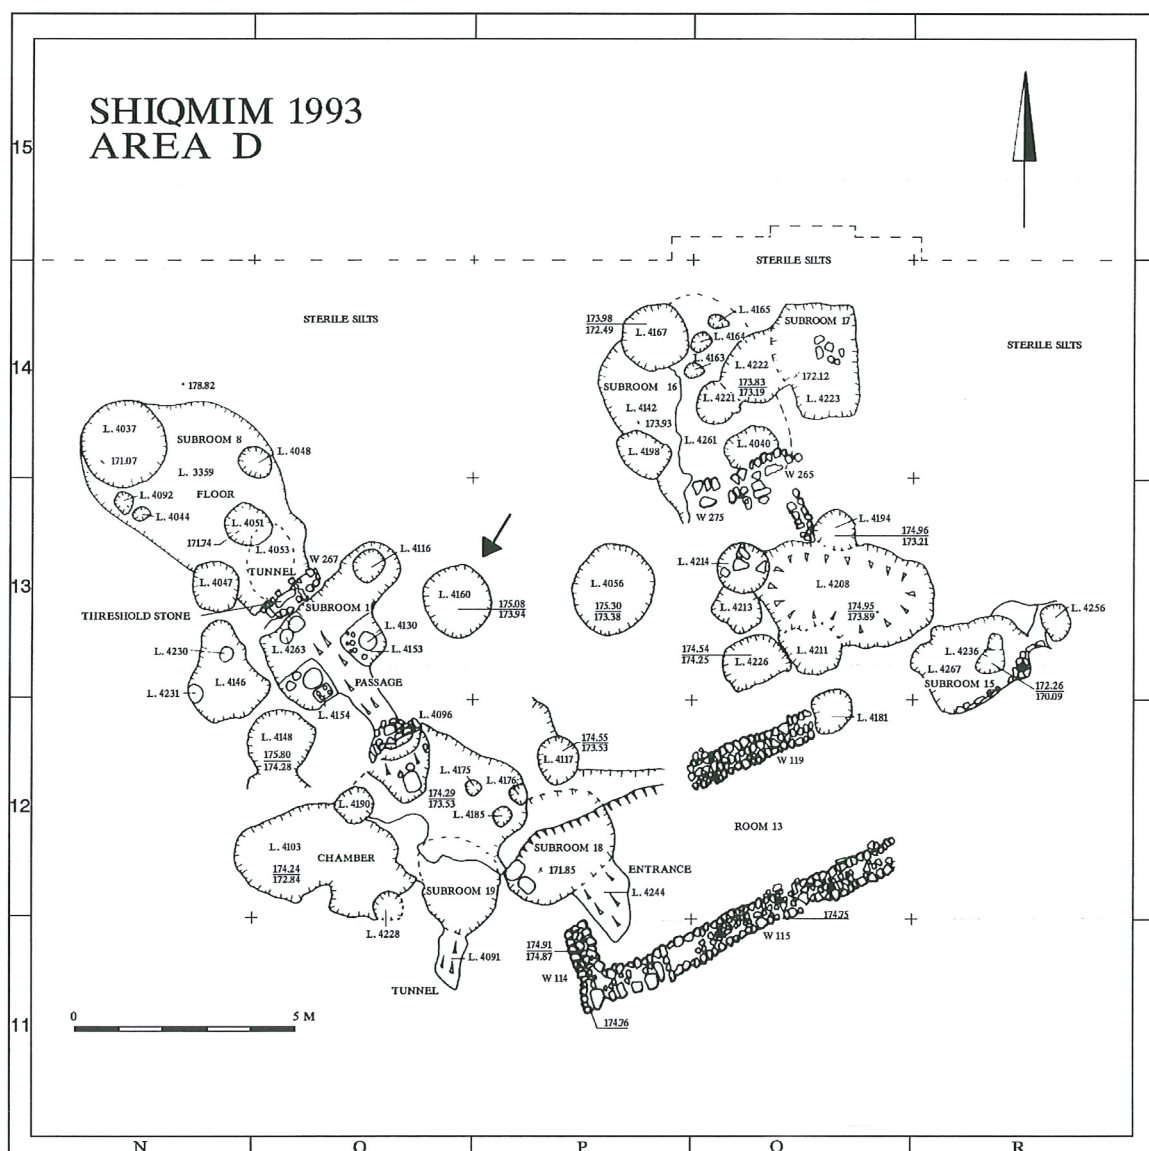 SHIQMIM 1993
AREA D
15
STERILE SILTS
STERILE SILTS
STERILE SILTS
173.98
172.49
L. 4167
L. 4165
L. 4164
L. 4163
SUBROOM 17
14
L. 4222
173.83
173.19
172.12
L. 4221
L. 4223
SUBROOM 16
L. 4142
173.93
L. 4198
L. 4261
L. 4040
W 265
W 275
178.82
L. 4037
171.07
SUBROOM 8
L. 4048
L. 3359
FLOOR
L. 4092
L. 4044
L. 4051
171.74
L. 4053
TUNNEL
W 267
L. 4116
13
L. 4047
THRESHOLD STONE
SUBROOM 1
L. 4160
175.08
173.94
L. 4056
175.30
173.38
L. 4194
174.96
173.21
L. 4214
L. 4208
L. 4213
174.95
173.89
174.54
174.25
L. 4226
L. 4211
L. 4256
L. 4236
L. 4267
SUBROOM 15
172.26
170.09
L. 4130
L. 4153
L. 4263
L. 4230
L. 4146
L. 4231
PASSAGE
L. 4154
L. 4096
L. 4148
175.80
174.28
174.55
173.53
L. 4117
L. 4181
W 119
12
L. 4175
L. 4176
174.29
173.53
L. 4185
L. 4190
L. 4103
174.24
172.84
CHAMBER
SUBROOM 18
171.85
ROOM 13
ENTRANCE
L. 4244
SUBROOM 19
L. 4228
L. 4091
TUNNEL
174.91
174.87
W 114
174.76
W 115
174.75
11
0 5 M
N O P Q R